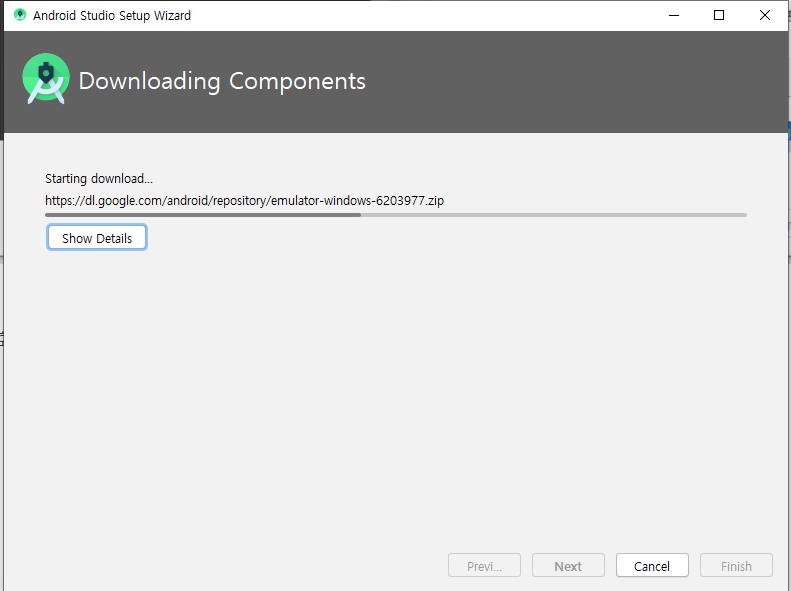 Android Studio Setup Wizard
Downloading Components
Starting download...
https://dl.google.com/android/repository/emulator-windows-6203977.zip
Show Details
Previ...
Next
Cancel
Finish